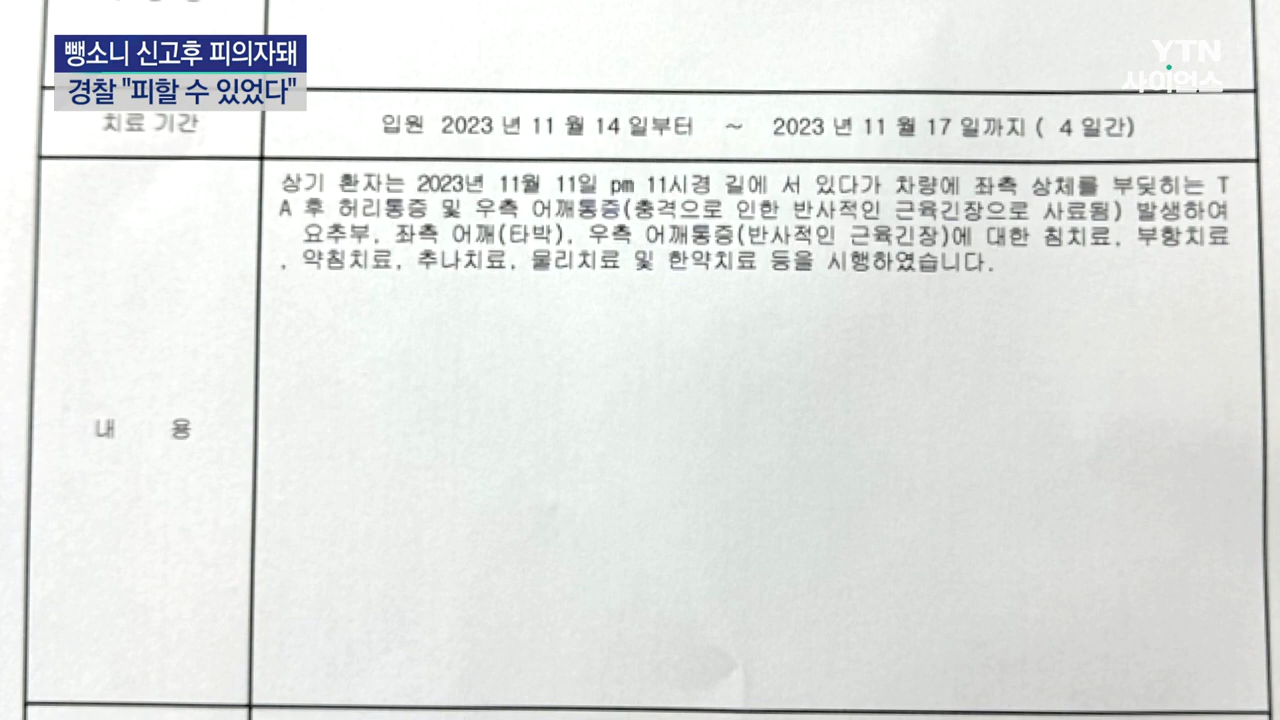 뺑소니 신고후 피의자돼
경찰 "피할 수 있었다"
YTN
사이언스
치료 기간
입원 2023 년 11 월 14 일부터 ~ 2023 년 11 월 17 일까지 ( 4 일간)
상기 환자는 2023년 11월 11일 pm 11시경 길에 서 있다가 차량에 좌측 상체를 부딪히는 T
A 후 허리통증 및 우측 어깨통증(충격으로 인한 반사적인 근육긴장으로 사료됨) 발생하여
요추부, 좌측 어깨(타박), 우측 어깨통증(반사적인 근육긴장)에 대한 침치료, 부항치료
, 약침치료, 추나치료, 물리치료 및 한약치료 등을 시행하였습니다.
내 용